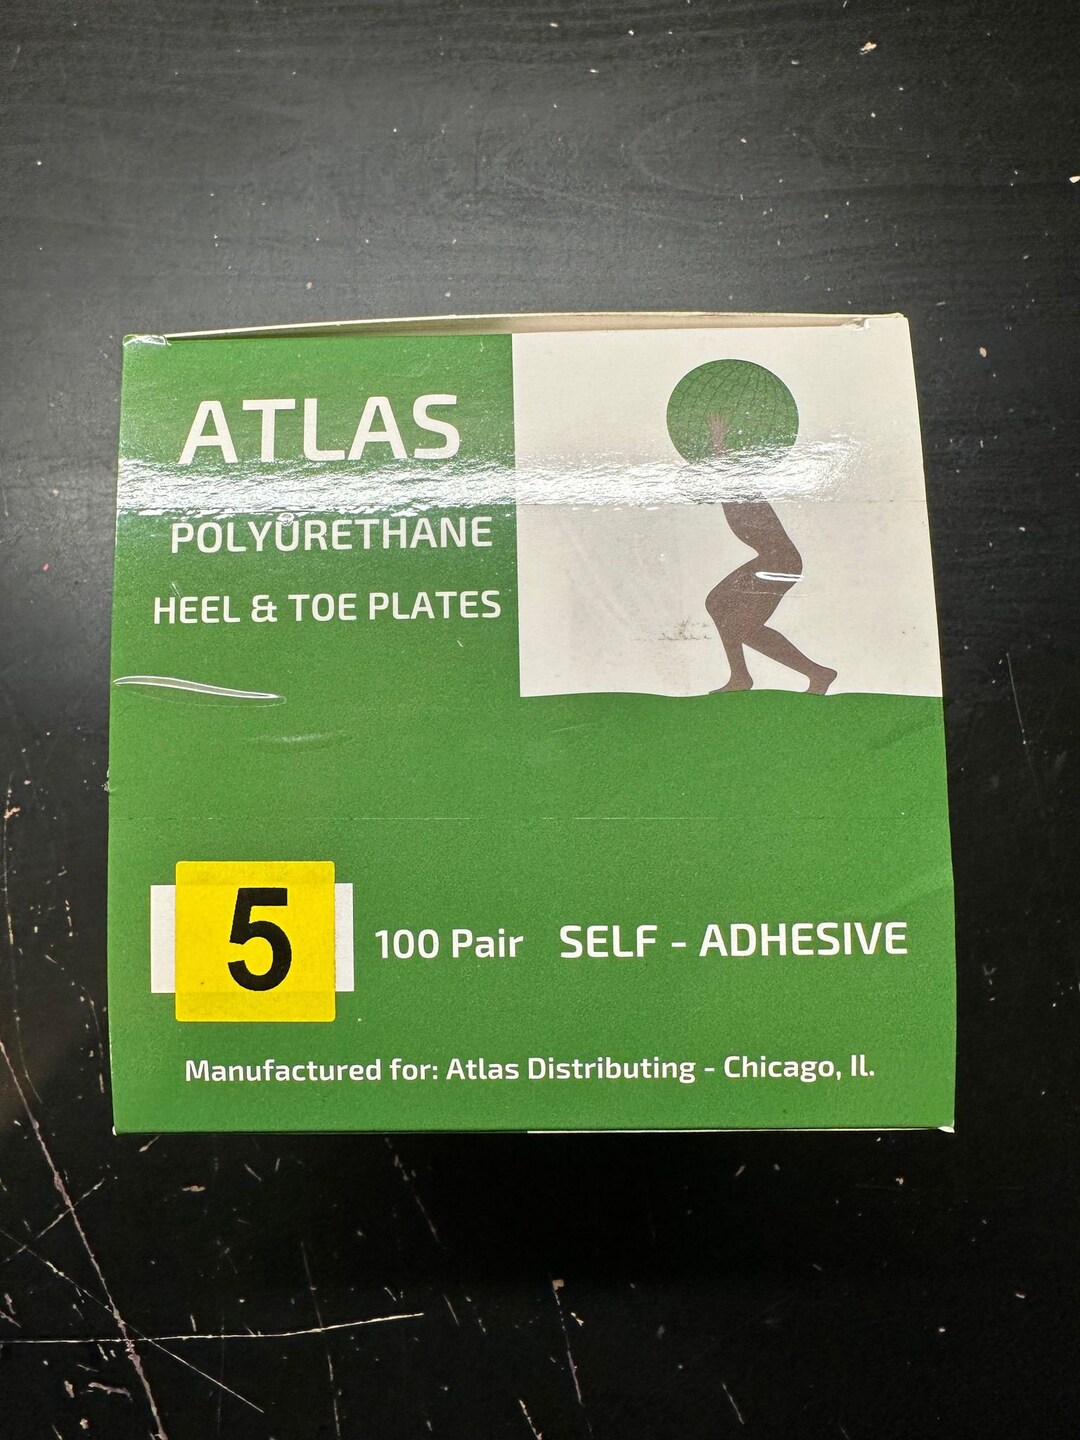 ATLAS
POLYURETHANE
HEEL & TOE PLATES
5
100 Pair SELF - ADHESIVE
Manufactured for: Atlas Distributing - Chicago, Il.